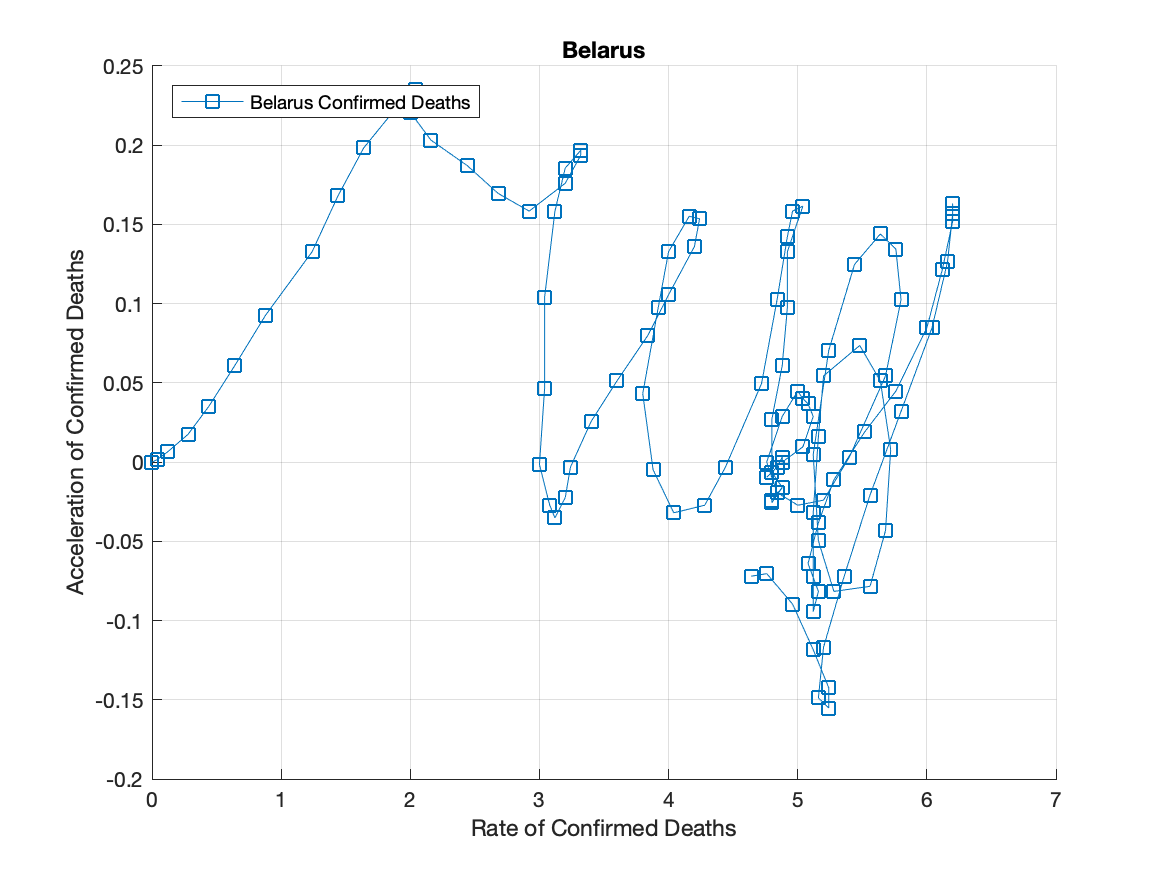 Belarus
0.25
Belarus Confirmed Deaths
0.2
0.15
0.1
0.05
0
-0.05
-0.1
-0.15
-0.2
Acceleration of Confirmed Deaths
0 1 2 3 4 5 6 7
Rate of Confirmed Deaths